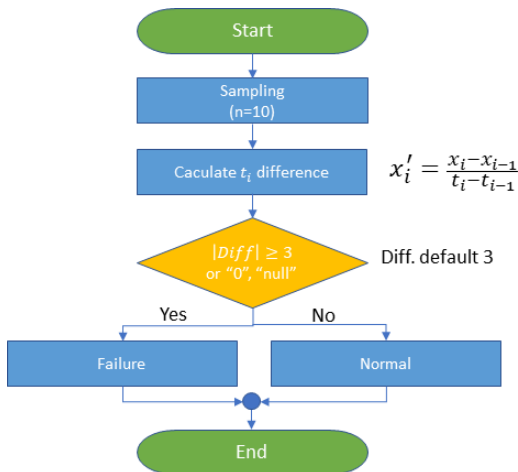 Start
Sampling
(n=10)
Caculate tᵢ difference
xᵢ′ = (xᵢ−xᵢ₋₁)/(tᵢ−tᵢ₋₁)
|Diff| ≥ 3
or “0”, “null”
Diff. default 3
Yes
No
Failure
Normal
End